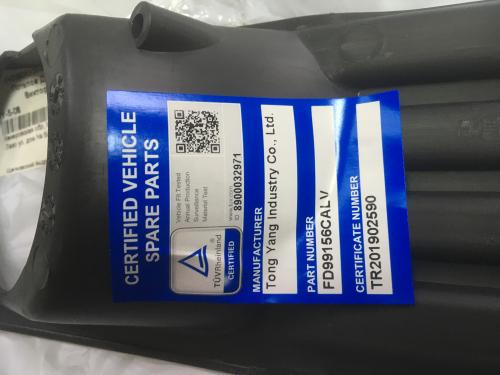 CERTIFIED VEHICLE
SPARE PARTS
Vehicle Fit Tested
Annual Production
Surveillance
Material Test
ID 8900032971
TÜVRheinland
CERTIFIED
MANUFACTURER
Tong Yang Industry Co., Ltd.
PART NUMBER
FD99156CALV
CERTIFICATE NUMBER
TR201902590